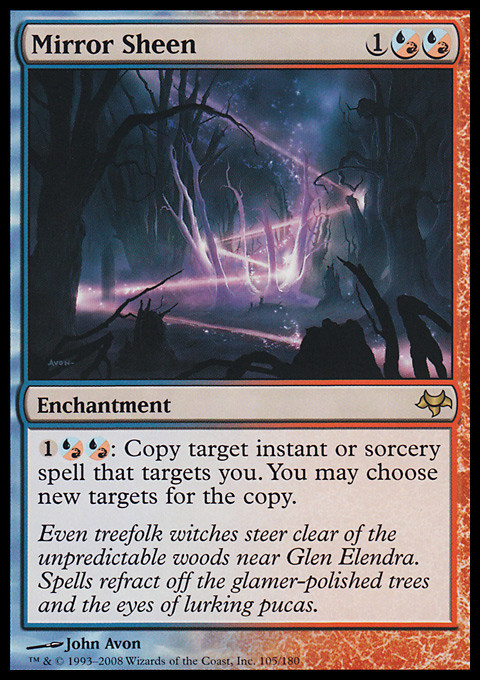 Mirror Sheen 1
AVON-
Enchantment
1 : Copy target instant or sorcery
spell that targets you. You may choose
new targets for the copy.
Even treefolk witches steer clear of the
unpredictable woods near Glen Elendra.
Spells refract off the glamer-polished trees
and the eyes of lurking pucas.
John Avon
™ & © 1993–2008 Wizards of the Coast, Inc. 105/180